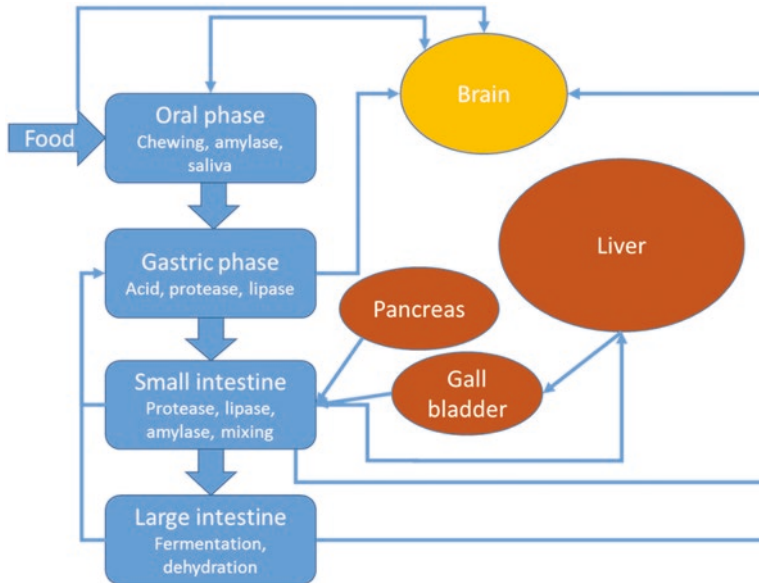 Food
Oral phase
Chewing, amylase,
saliva
Brain
Gastric phase
Acid, protease, lipase
Liver
Pancreas
Small intestine
Protease, lipase,
amylase, mixing
Gall
bladder
Large intestine
Fermentation,
dehydration